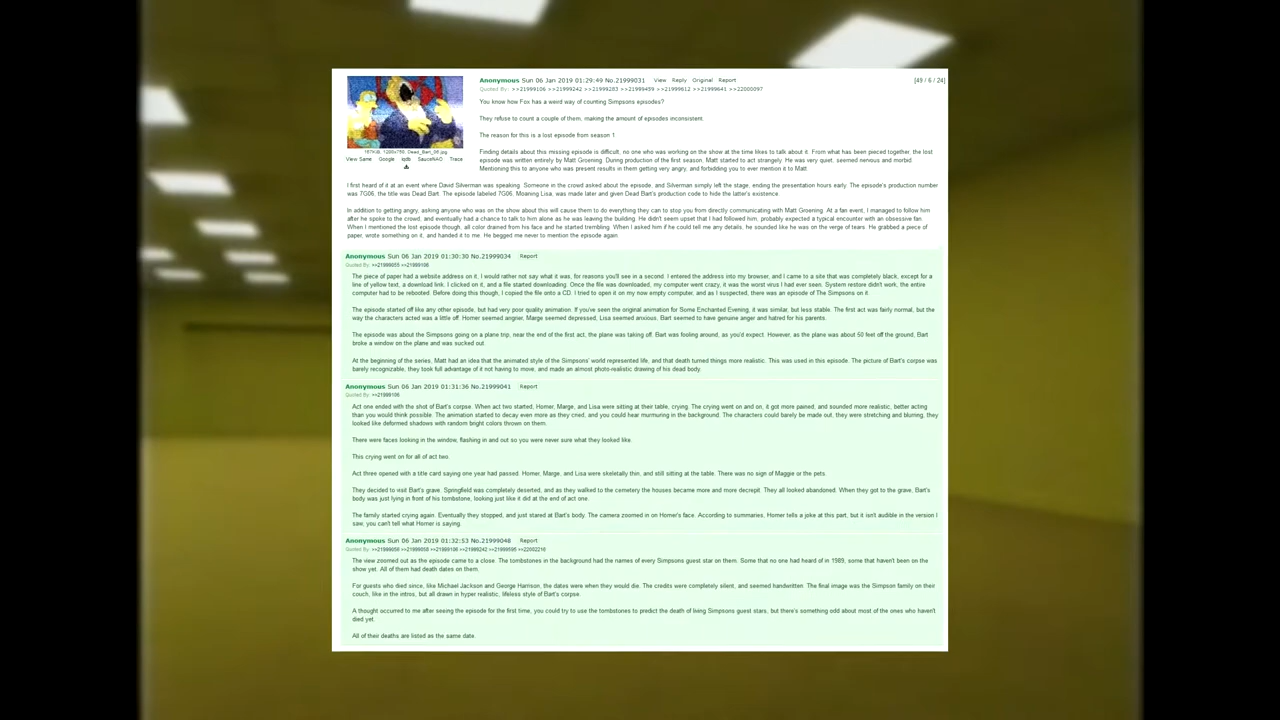 Anonymous Sun 06 Jan 2019 01:29:49 No.21999031 View Reply Original Report [49 / 6 / 24]
Quoted By: >>21999106 >>21999242 >>21999283 >>21999459 >>21999612 >>21999641 >>22000097
You know how Fox has a weird way of counting Simpsons episodes?
They refuse to count a couple of them, making the amount of episodes inconsistent.
The reason for this is a lost episode from season 1
Finding details about this missing episode is difficult, no one who was working on the show at the time likes to talk about it. From what has been pieced together, the lost
episode was written entirely by Matt Groening. During production of the first season, Matt started to act strangely. He was very quiet, seemed nervous and morbid
Mentioning this to anyone who was present results in them getting very angry, and forbidding you to ever mention it to Matt.
167KiB, 1280x756, Dead_Bart_06.jpg
View Same Google iqdb SauceNAO Trace
I first heard of it at an event where David Silverman was speaking. Someone in the crowd asked about the episode, and Silverman simply left the stage, ending the presentation hours early. The episode's production number
was 7G06, the title was Dead Bart. The episode labeled 7G06, Moaning Lisa, was made later and given Dead Bart's production code to hide the latter's existence.
In addition to getting angry, asking anyone who was on the show about this will cause them to do everything they can to stop you from directly communicating with Matt Groening. At a fan event, I managed to follow him
after he spoke to the crowd, and eventually had a chance to talk to him alone as he was leaving the building. He didn't seem upset that I had followed him, probably expected a typical encounter with an obsessive fan.
When I mentioned the lost episode though, all color drained from his face and he started trembling. When I asked him if he could tell me any details, he sounded like he was on the verge of tears. He grabbed a piece of
paper, wrote something on it, and handed it to me. He begged me never to mention the episode again.
Anonymous Sun 06 Jan 2019 01:30:30 No.21999034 Report
Quoted By: >>21999055 >>21999106
The piece of paper had a website address on it, I would rather not say what it was, for reasons you'll see in a second. I entered the address into my browser, and I came to a site that was completely black, except for a
line of yellow text, a download link. I clicked on it, and a file started downloading. Once the file was downloaded, my computer went crazy, it was the worst virus I had ever seen. System restore didn't work, the entire
computer had to be rebooted. Before doing this though, I copied the file onto a CD. I tried to open it on my now empty computer, and as I suspected, there was an episode of The Simpsons on it.
The episode started off like any other episode, but had very poor quality animation. If you've seen the original animation for Some Enchanted Evening, it was similar, but less stable. The first act was fairly normal, but the
way the characters acted was a little off. Homer seemed angrier, Marge seemed depressed, Lisa seemed anxious, Bart seemed to have genuine anger and hatred for his parents.
The episode was about the Simpsons going on a plane trip, near the end of the first act, the plane was taking off. Bart was fooling around, as you'd expect. However, as the plane was about 50 feet off the ground, Bart
broke a window on the plane and was sucked out.
At the beginning of the series, Matt had an idea that the animated style of the Simpsons' world represented life, and that death turned things more realistic. This was used in this episode. The picture of Bart's corpse was
barely recognizable, they took full advantage of it not having to move, and made an almost photo-realistic drawing of his dead body.
Anonymous Sun 06 Jan 2019 01:31:36 No.21999041 Report
Quoted By: >>21999106
Act one ended with the shot of Bart's corpse. When act two started, Homer, Marge, and Lisa were sitting at their table, crying. The crying went on and on, it got more pained, and sounded more realistic, better acting
than you would think possible. The animation started to decay even more as they cried, and you could hear murmuring in the background. The characters could barely be made out, they were stretching and blurring, they
looked like deformed shadows with random bright colors thrown on them.
There were faces looking in the window, flashing in and out so you were never sure what they looked like.
This crying went on for all of act two.
Act three opened with a title card saying one year had passed. Homer, Marge, and Lisa were skeletally thin, and still sitting at the table. There was no sign of Maggie or the pets.
They decided to visit Bart's grave. Springfield was completely deserted, and as they walked to the cemetery the houses became more and more decrepit. They all looked abandoned. When they got to the grave, Bart's
body was just lying in front of his tombstone, looking just like it did at the end of act one.
The family started crying again. Eventually they stopped, and just stared at Bart's body. The camera zoomed in on Homer's face. According to summaries, Homer tells a joke at this part, but it isn't audible in the version I
saw, you can't tell what Homer is saying.
Anonymous Sun 06 Jan 2019 01:32:53 No.21999048 Report
Quoted By: >>21999056 >>21999058 >>21999106 >>21999242 >>21999595 >>22002216
The view zoomed out as the episode came to a close. The tombstones in the background had the names of every Simpsons guest star on them. Some that no one had heard of in 1989, some that haven't been on the
show yet. All of them had death dates on them.
For guests who died since, like Michael Jackson and George Harrison, the dates were when they would die. The credits were completely silent, and seemed handwritten. The final image was the Simpson family on their
couch, like in the intros, but all drawn in hyper realistic, lifeless style of Bart's corpse.
A thought occurred to me after seeing the episode for the first time, you could try to use the tombstones to predict the death of living Simpsons guest stars, but there's something odd about most of the ones who haven't
died yet.
All of their deaths are listed as the same date.